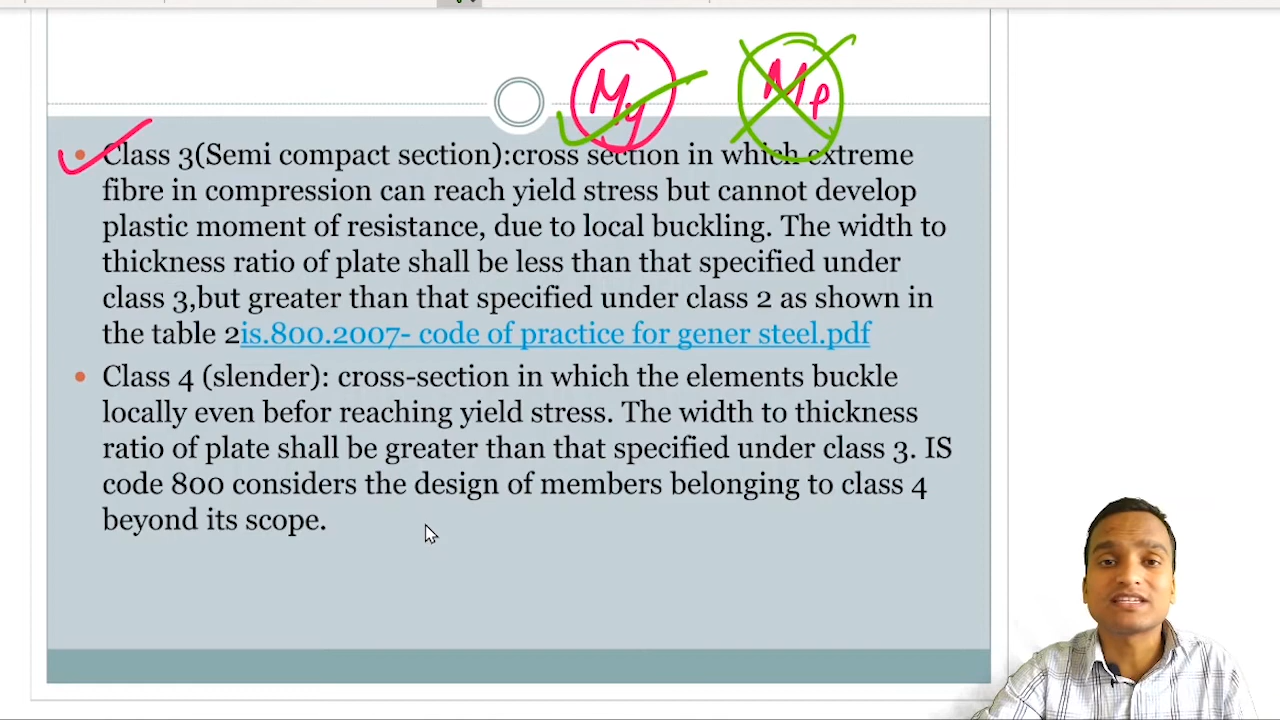 My Mp
Class 3(Semi compact section):cross section in which extreme
fibre in compression can reach yield stress but cannot develop
plastic moment of resistance, due to local buckling. The width to
thickness ratio of plate shall be less than that specified under
class 3,but greater than that specified under class 2 as shown in
the table 2is.800.2007- code of practice for gener steel.pdf
Class 4 (slender): cross-section in which the elements buckle
locally even befor reaching yield stress. The width to thickness
ratio of plate shall be greater than that specified under class 3. IS
code 800 considers the design of members belonging to class 4
beyond its scope.